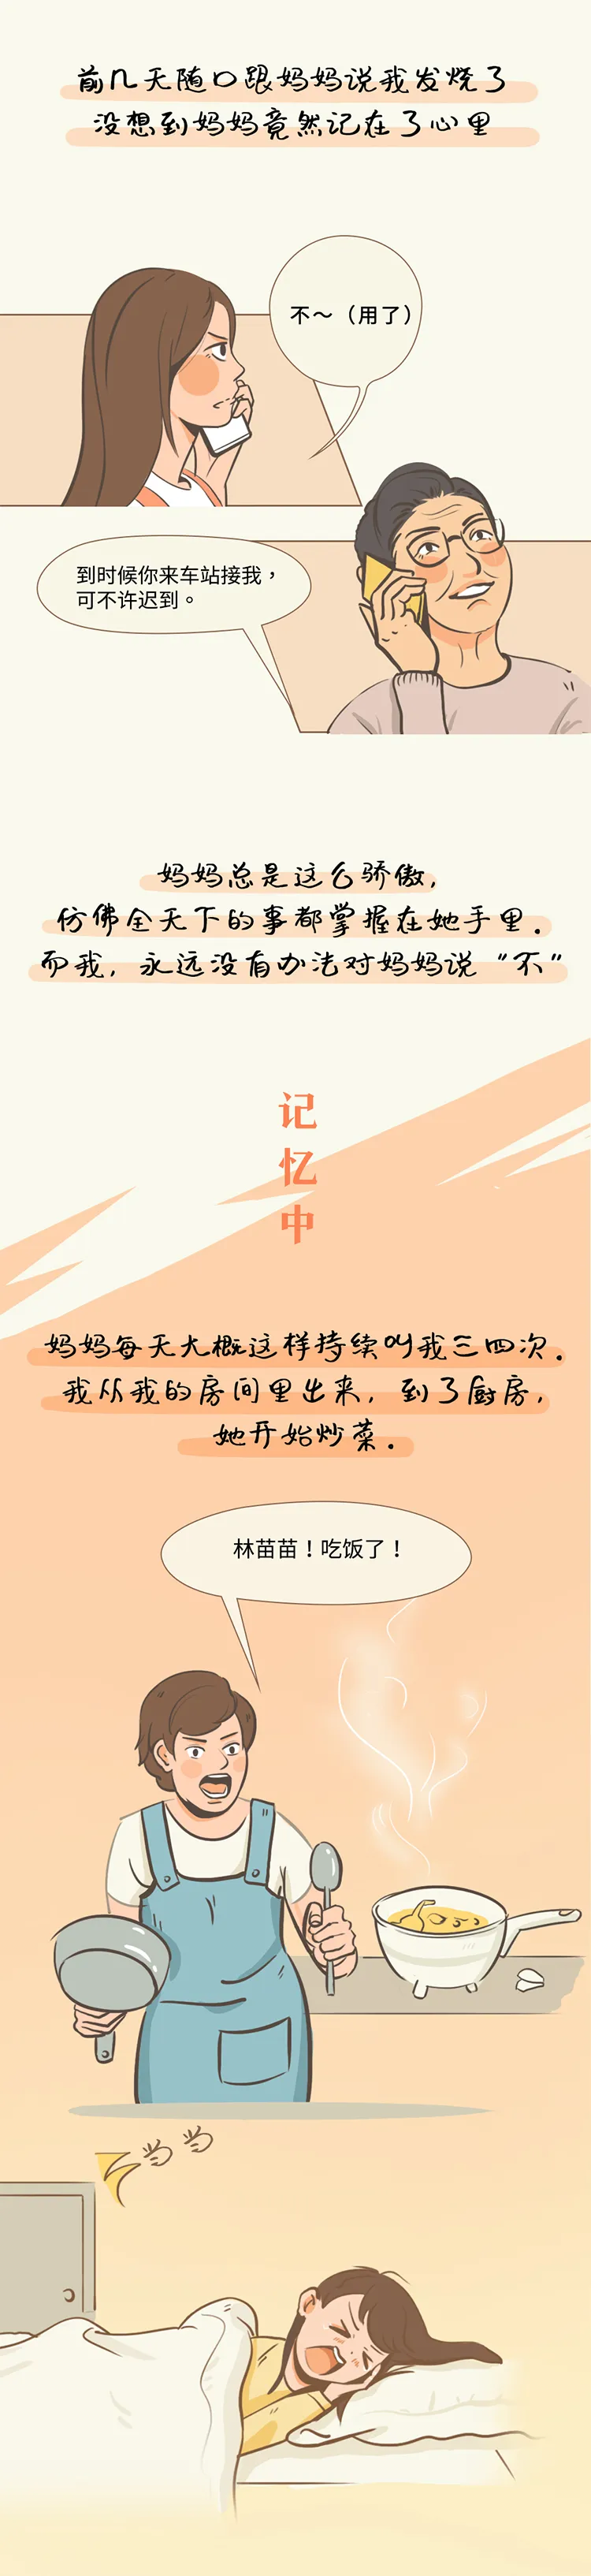 前几天随口跟妈妈说我发烧了
没想到妈妈竟然记在了心里
不～（用了）
到时候你来车站接我，
可不许迟到。
妈妈总是这么骄傲,
仿佛全天下的事都掌握在她手里.
而我,永远没有办法对妈妈说“不”
记
忆
中
妈妈每天大概这样持续叫我三四次.
我从我的房间里出来,到了厨房,
她开始炒菜.
林苗苗！吃饭了！
当当